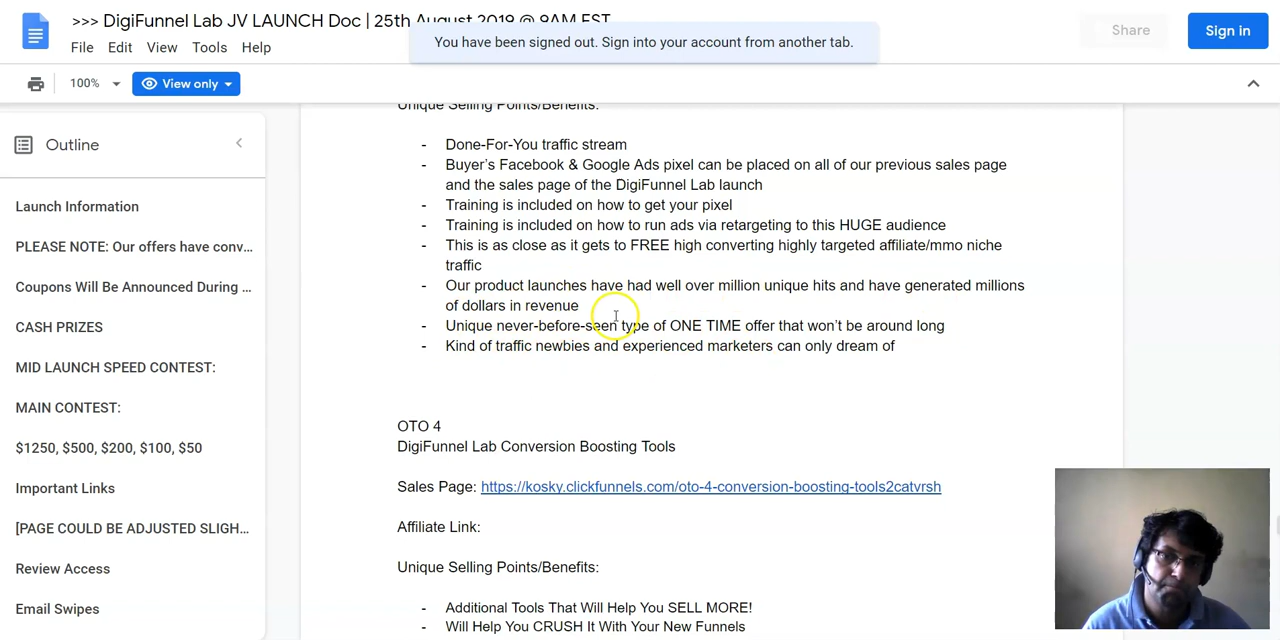 >>> DigiFunnel Lab JV LAUNCH Doc | 25th August 2019 @ 9AM EST
You have been signed out. Sign into your account from another tab.
Share
Sign in
File Edit View Tools Help
100%
View only
Outline
Launch Information
PLEASE NOTE: Our offers have conv...
Coupons Will Be Announced During ...
CASH PRIZES
MID LAUNCH SPEED CONTEST:
MAIN CONTEST:
$1250, $500, $200, $100, $50
Important Links
[PAGE COULD BE ADJUSTED SLIGH...
Review Access
Email Swipes
Unique Selling Points/Benefits:
- Done-For-You traffic stream
- Buyer's Facebook & Google Ads pixel can be placed on all of our previous sales page
and the sales page of the DigiFunnel Lab launch
- Training is included on how to get your pixel
- Training is included on how to run ads via retargeting to this HUGE audience
- This is as close as it gets to FREE high converting highly targeted affiliate/mmo niche
traffic
- Our product launches have had well over million unique hits and have generated millions
of dollars in revenue
- Unique never-before-seen type of ONE TIME offer that won't be around long
- Kind of traffic newbies and experienced marketers can only dream of
OTO 4
DigiFunnel Lab Conversion Boosting Tools
Sales Page: https://kosky.clickfunnels.com/oto-4-conversion-boosting-tools2catvrsh
Affiliate Link:
Unique Selling Points/Benefits:
- Additional Tools That Will Help You SELL MORE!
- Will Help You CRUSH It With Your New Funnels